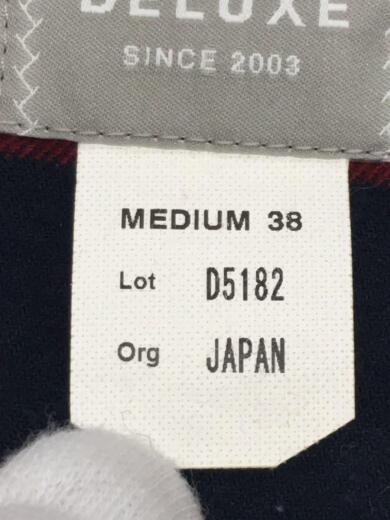 DELUXE
SINCE 2003
MEDIUM 38
Lot D5182
Org JAPAN